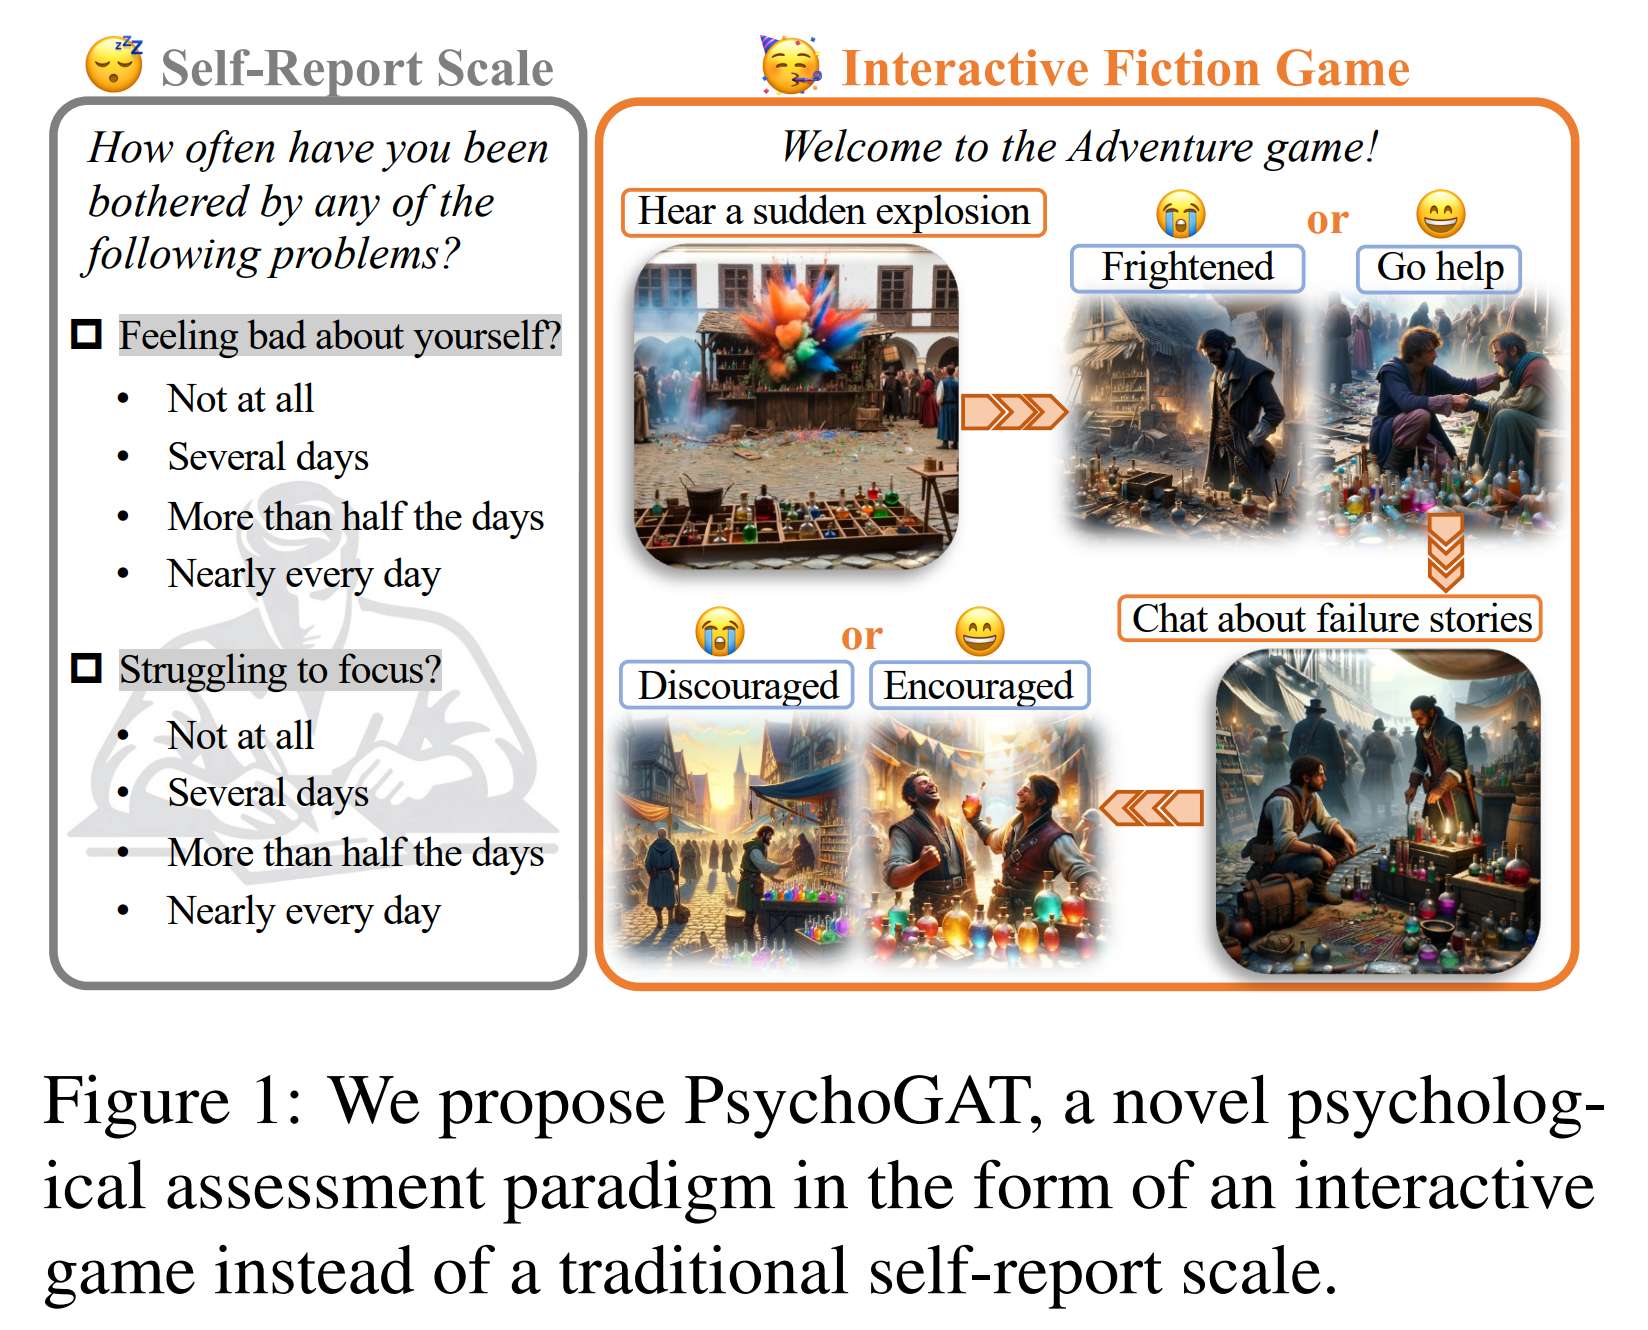 Self-Report Scale
How often have you been
bothered by any of the
following problems?
Feeling bad about yourself?
• Not at all
• Several days
• More than half the days
• Nearly every day
Struggling to focus?
• Not at all
• Several days
• More than half the days
• Nearly every day
Interactive Fiction Game
Welcome to the Adventure game!
Hear a sudden explosion
or
Frightened
Go help
Chat about failure stories
or
Discouraged
Encouraged
Figure 1: We propose PsychoGAT, a novel psycholog-
ical assessment paradigm in the form of an interactive
game instead of a traditional self-report scale.